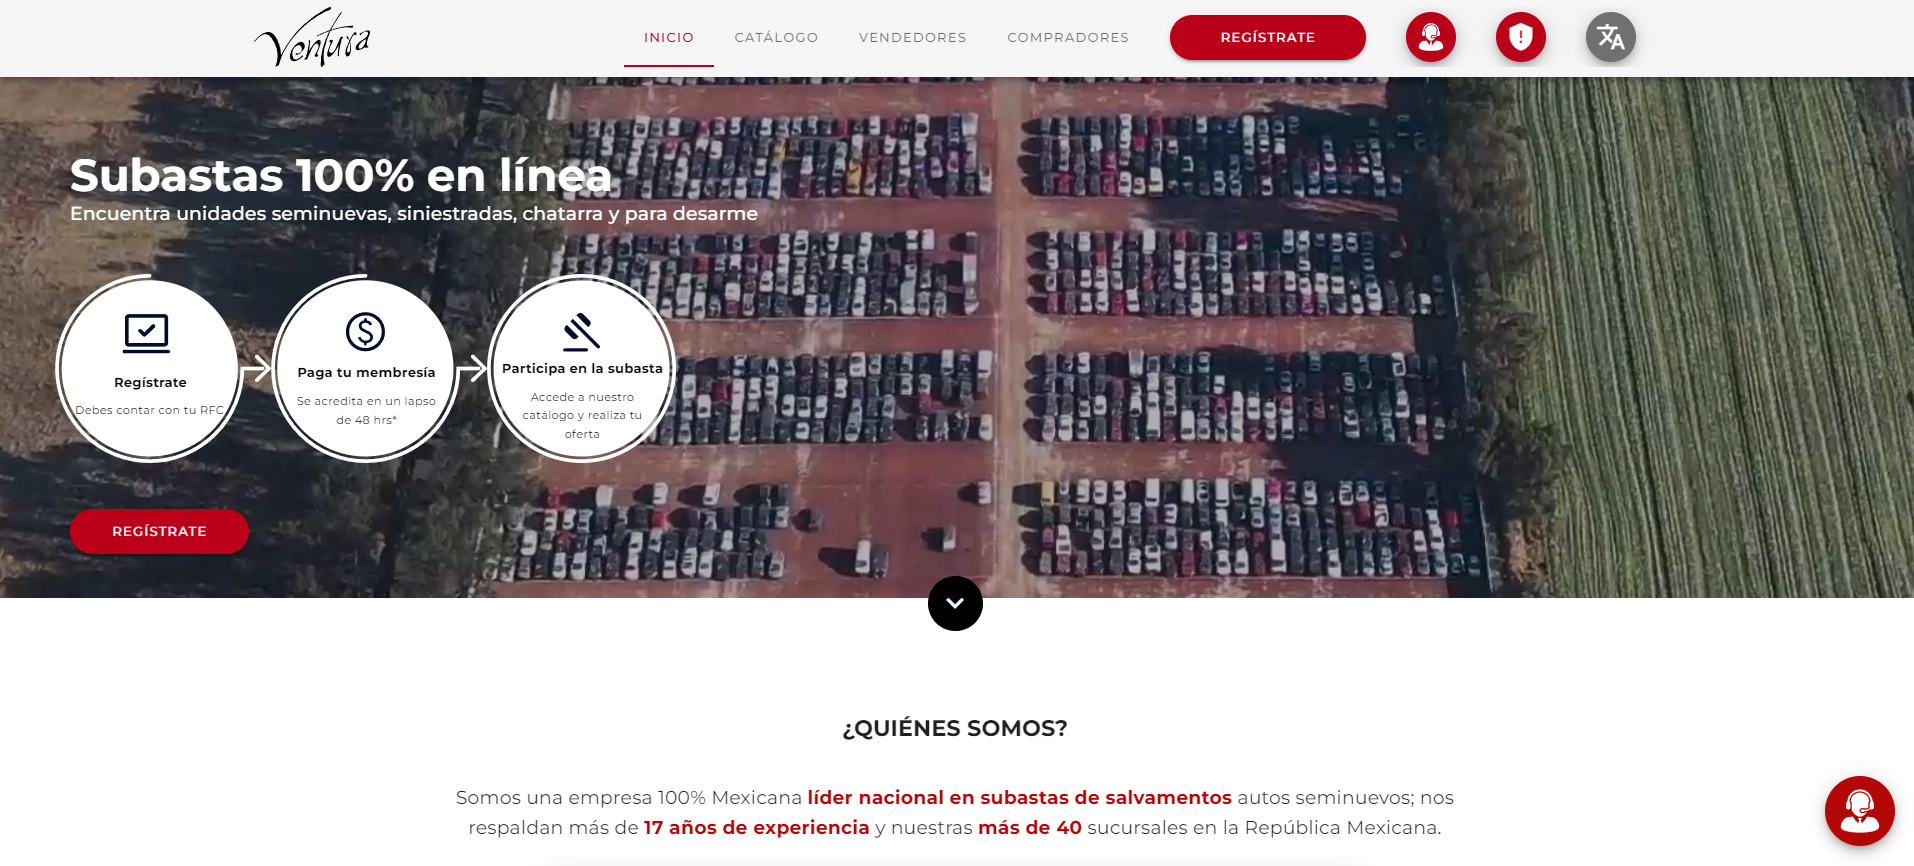 Ventura
INICIO
CATÁLOGO
VENDEDORES
COMPRADORES
REGÍSTRATE
Subastas 100% en línea
Encuentra unidades seminuevas, siniestradas, chatarra y para desarme
Regístrate
Debes contar con tu RFC
Paga tu membresía
Se acredita en un lapso
de 48 hrs*
Participa en la subasta
Accede a nuestro
catálogo y realiza tu
oferta
REGÍSTRATE
¿QUIÉNES SOMOS?
Somos una empresa 100% Mexicana líder nacional en subastas de salvamentos autos seminuevos; nos
respaldan más de 17 años de experiencia y nuestras más de 40 sucursales en la República Mexicana.